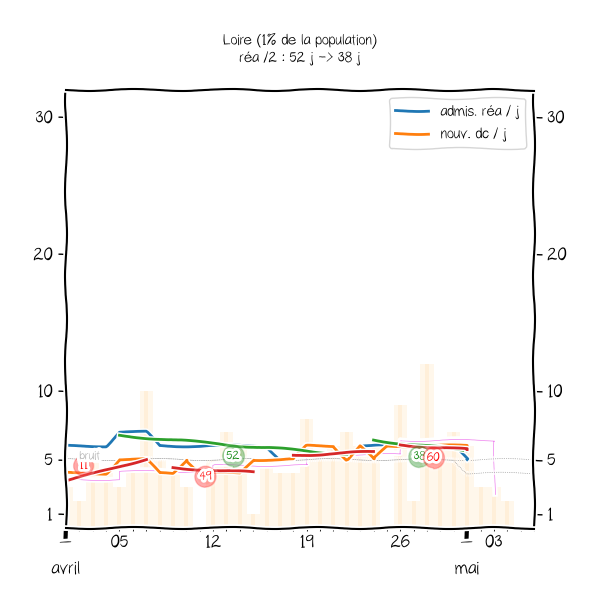 Loire (1% de la population)
réa /2 : 52 j -> 38 j
admis. réa / j
nouv. dc / j
30
30
20
20
10
10
5
5
1
1
bruit
11
49
52
38
60
05
12
19
26
03
avril
mai